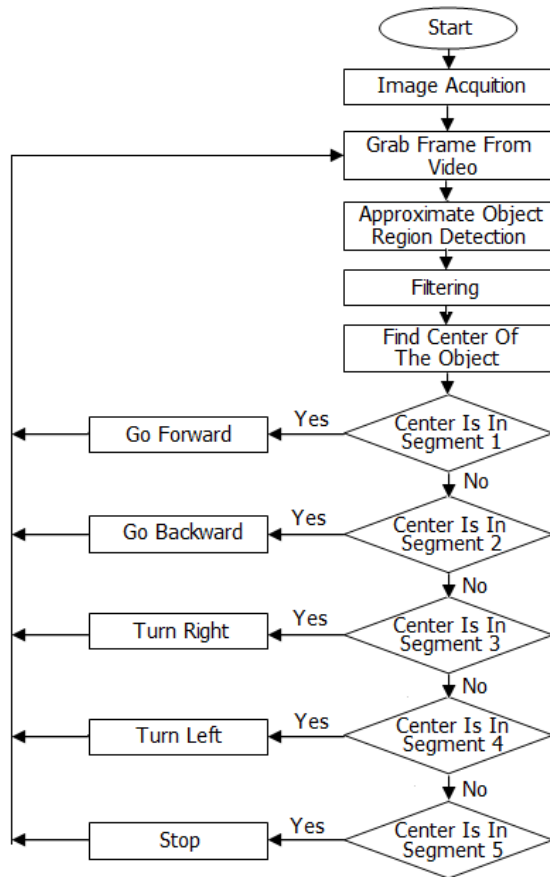 Start
Image Acquition
Grab Frame From
Video
Approximate Object
Region Detection
Filtering
Find Center Of
The Object
Center Is In
Segment 1
Yes
Go Forward
No
Center Is In
Segment 2
Yes
Go Backward
No
Center Is In
Segment 3
Yes
Turn Right
No
Center Is In
Segment 4
Yes
Turn Left
No
Center Is In
Segment 5
Yes
Stop